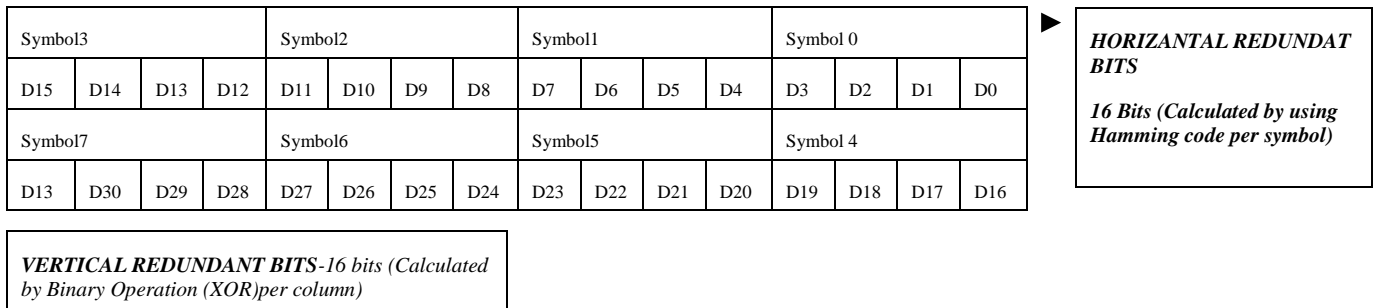 Symbol3 Symbol2 Symbol1 Symbol 0
D15 D14 D13 D12 D11 D10 D9 D8 D7 D6 D5 D4 D3 D2 D1 D0
Symbol7 Symbol6 Symbol5 Symbol 4
D13 D30 D29 D28 D27 D26 D25 D24 D23 D22 D21 D20 D19 D18 D17 D16
HORIZANTAL REDUNDAT
BITS
16 Bits (Calculated by using
Hamming code per symbol)
VERTICAL REDUNDANT BITS-16 bits (Calculated
by Binary Operation (XOR)per column)